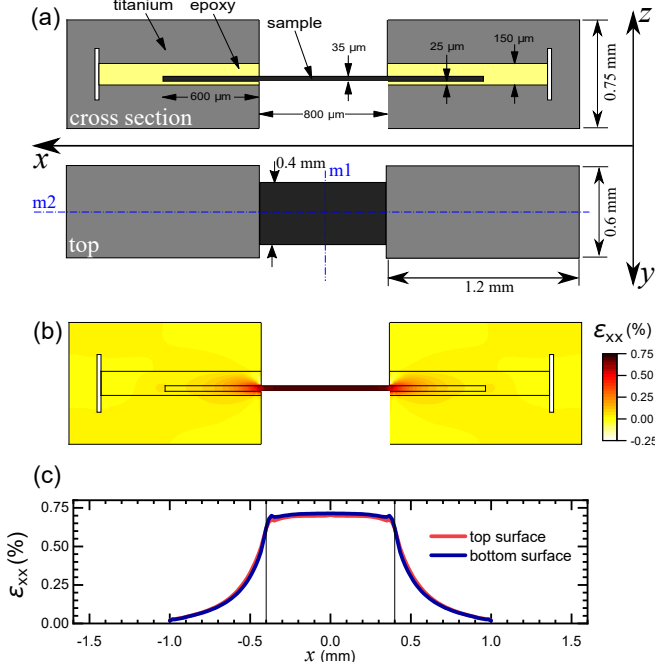 (a)
titanium epoxy
sample
z
35 µm
25 µm
150 µm
0.75 mm
600 µm
800 µm
cross section
x
0.4 mm
m1
m2
0.6 mm
top
1.2 mm
y
(b)
εxx (%)
0.75
0.50
0.25
0.00
-0.25
(c)
0.75
0.50
0.25
0.00
εxx (%)
top surface
bottom surface
-1.5 -1.0 -0.5 0.0 0.5 1.0 1.5
x (mm)